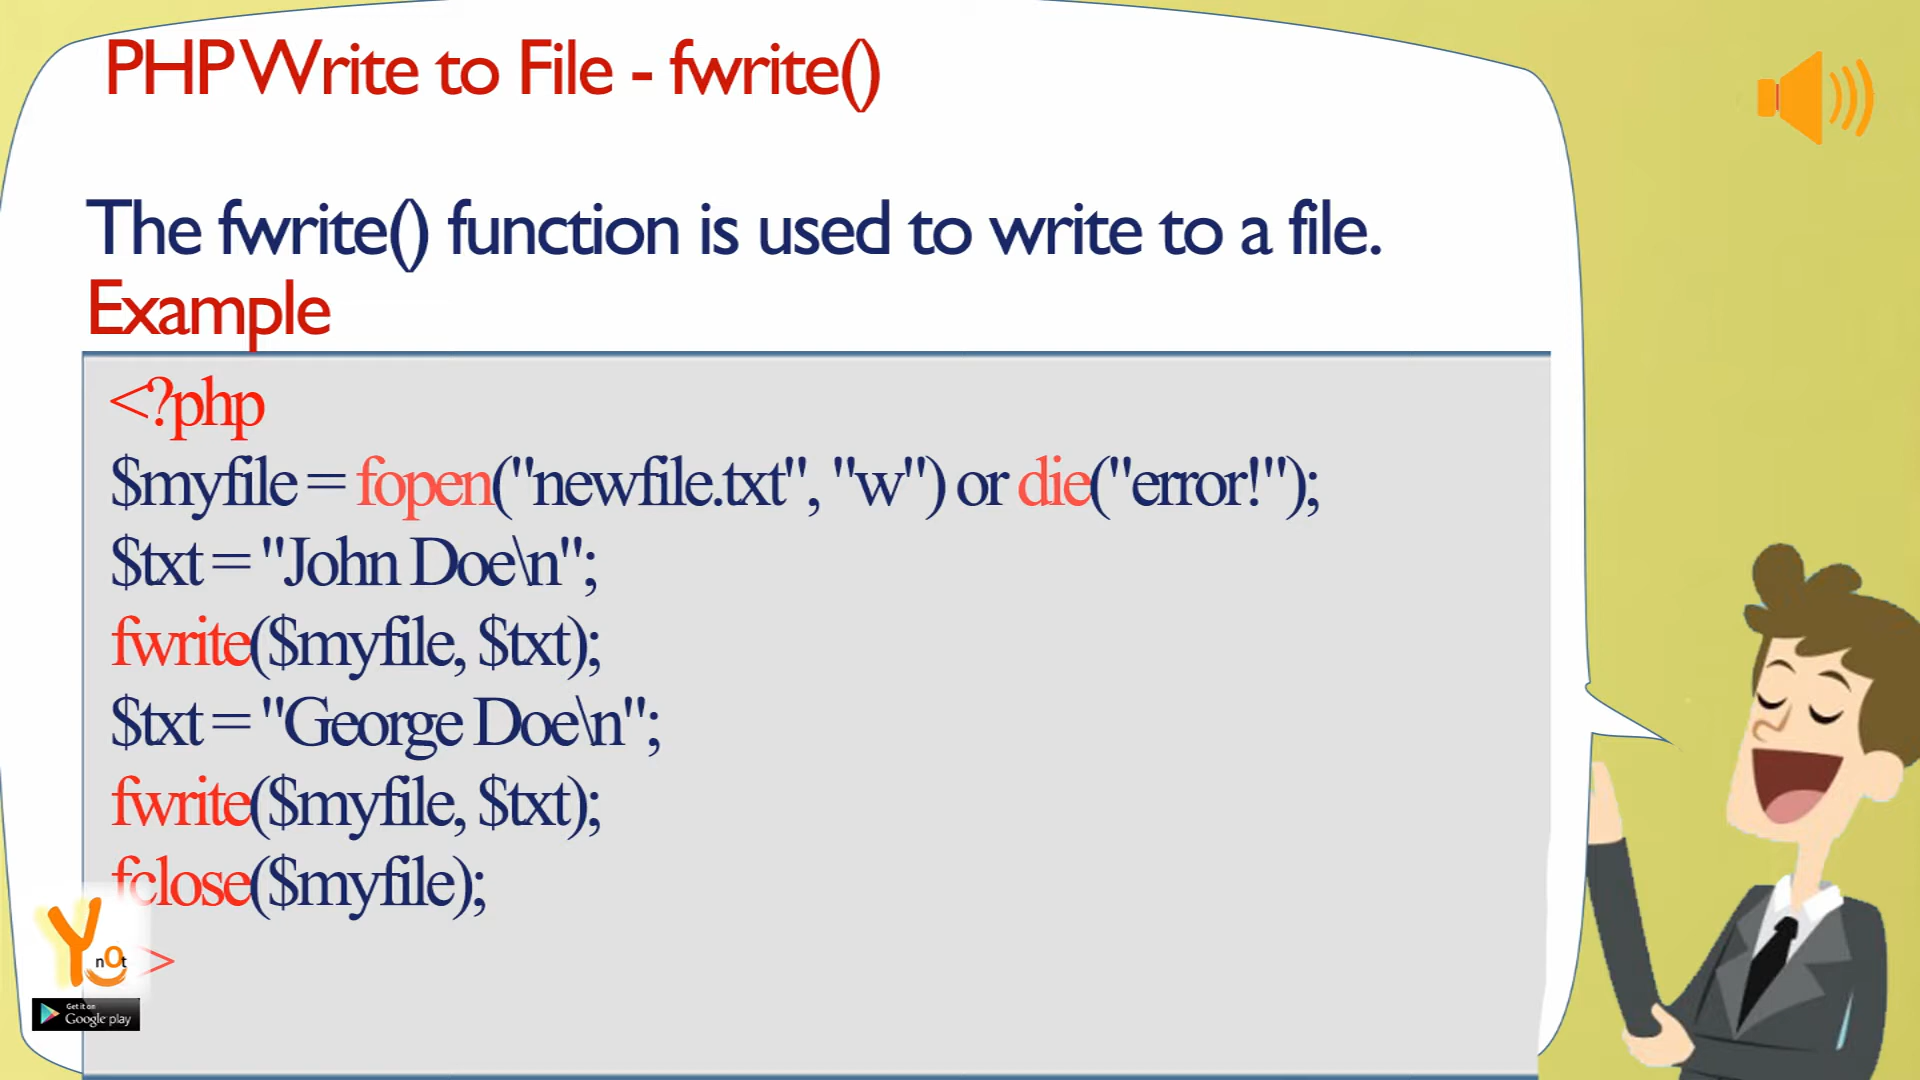 PHP Write to File - fwrite()
The fwrite() function is used to write to a file.
Example
<?php
$myfile = fopen("newfile.txt", "w") or die("error!");
$txt = "John Doe\n";
fwrite($myfile, $txt);
$txt = "George Doe\n";
fwrite($myfile, $txt);
fclose($myfile);
>
Y nOt
Get it on
Google play